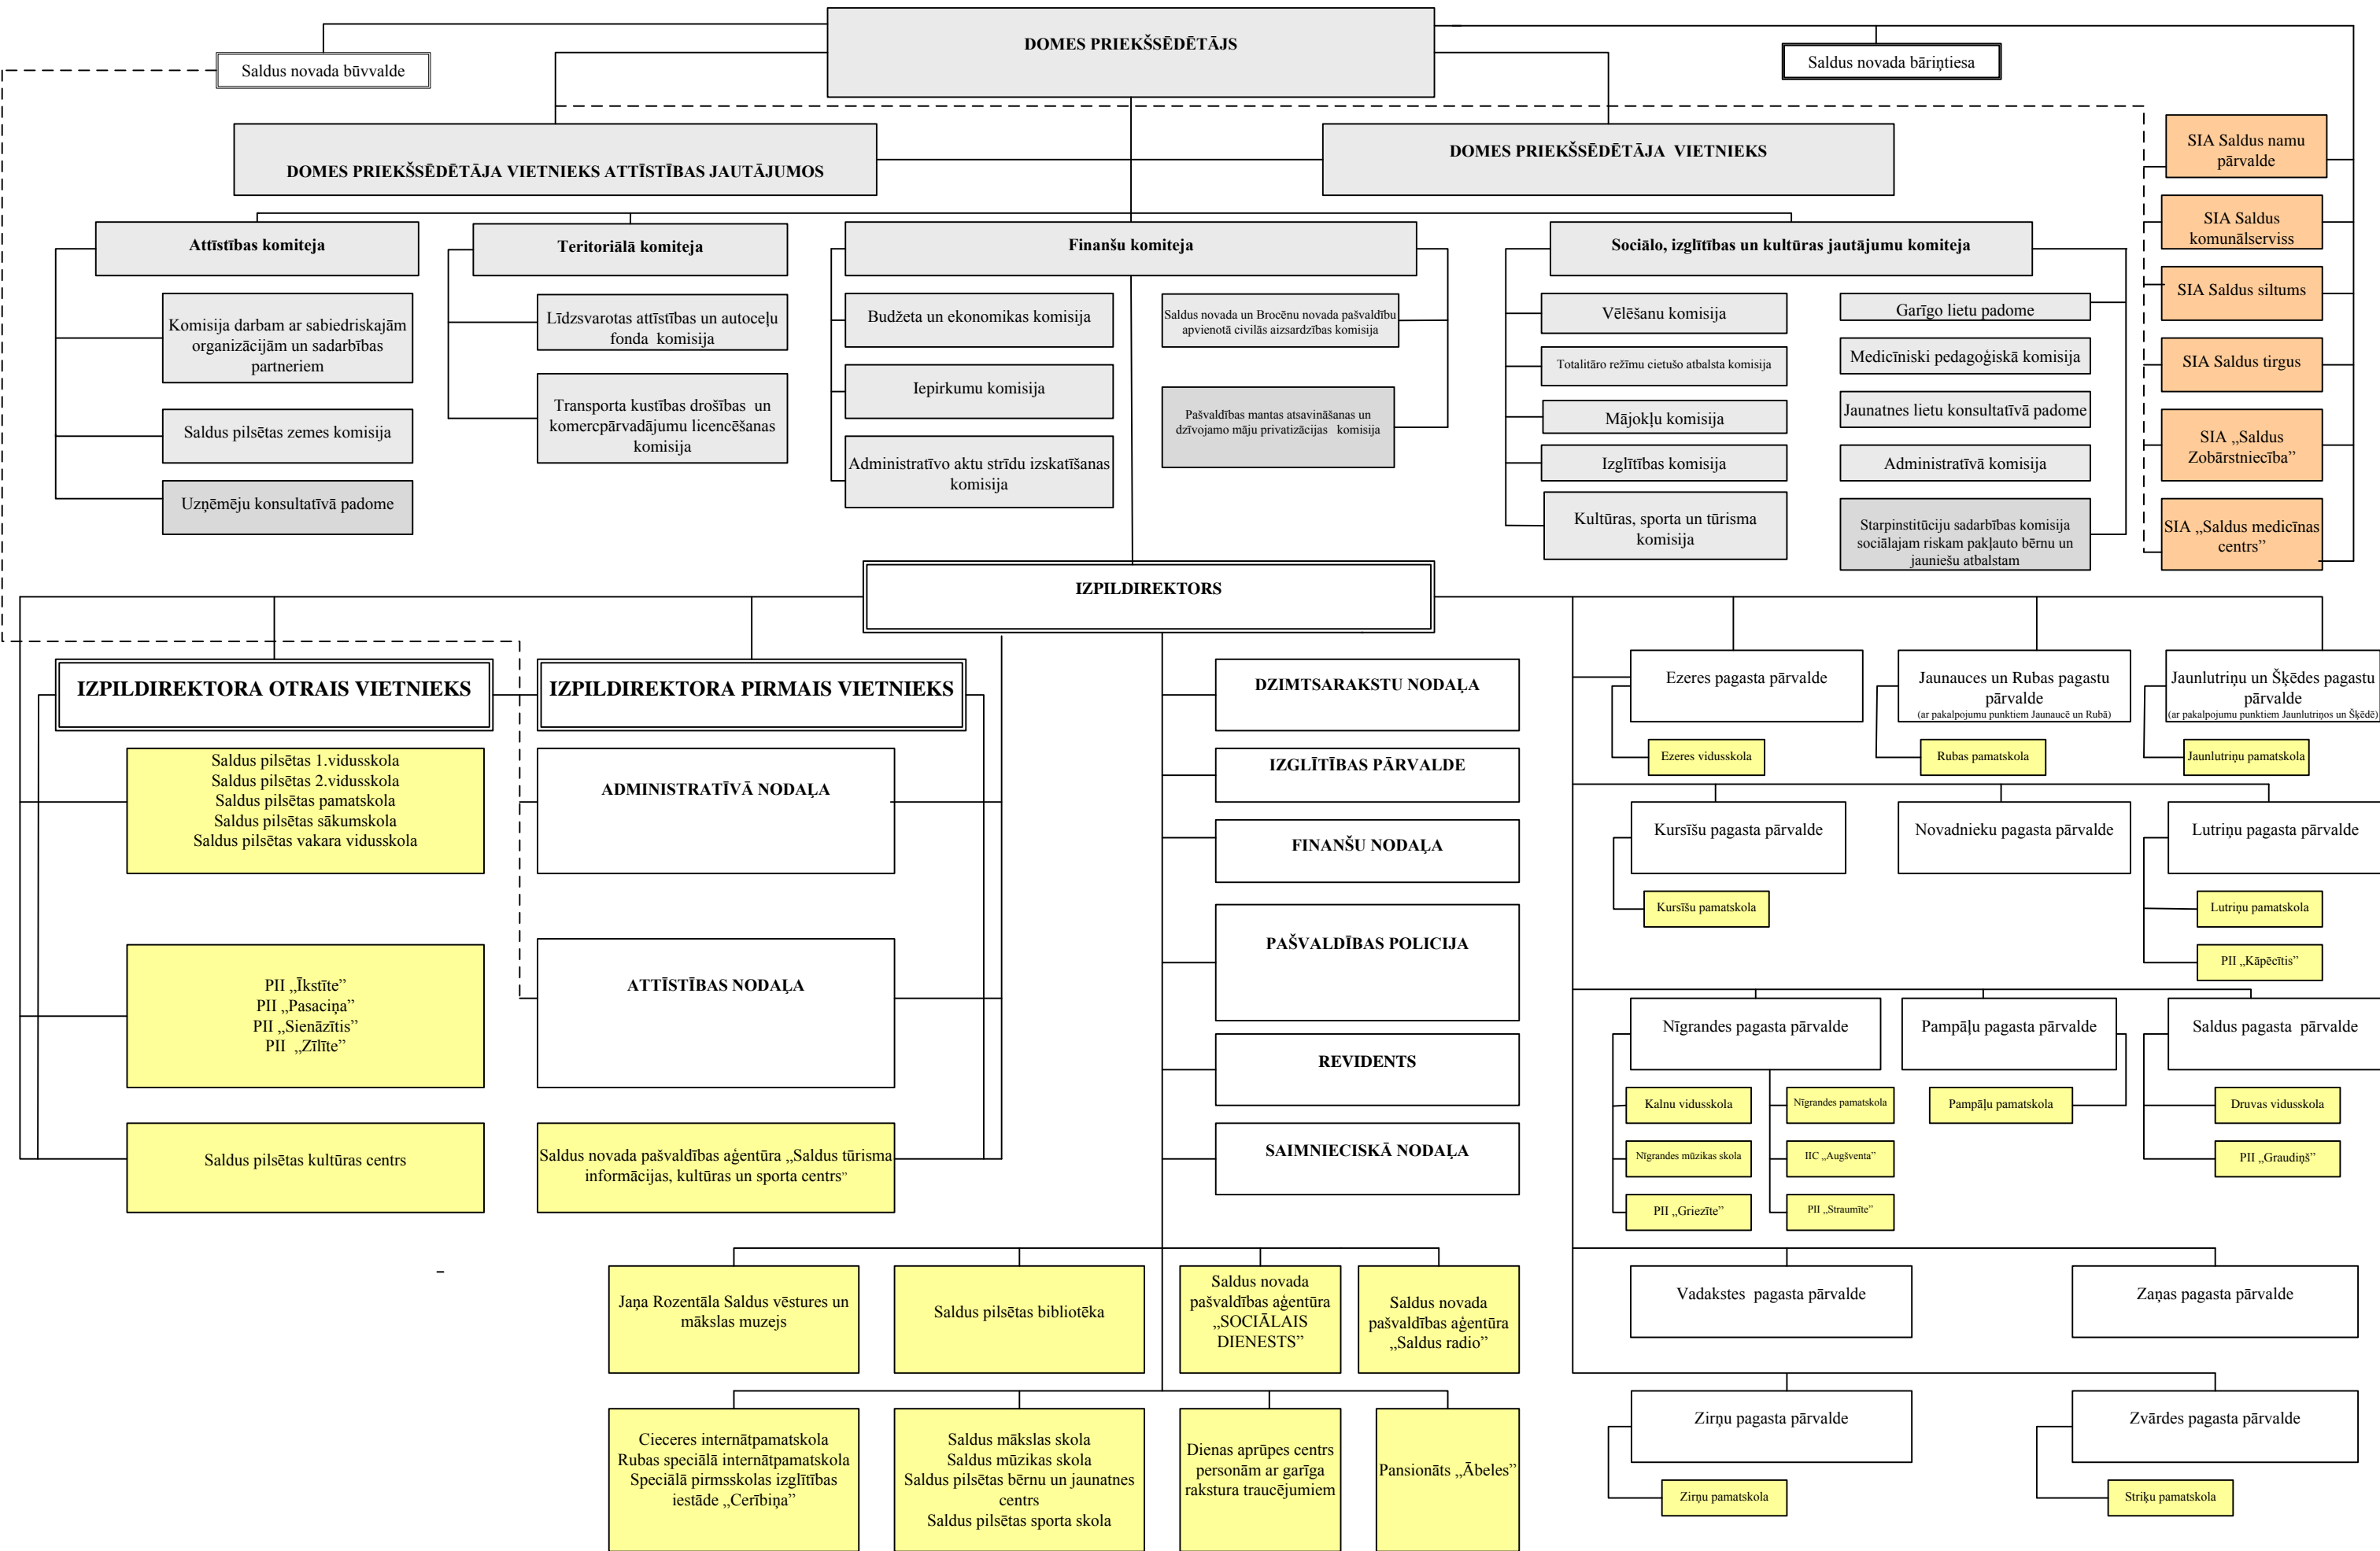 DOMES PRIEKŠSĒDĒTĀJS
Saldus novada būvvalde
Saldus novada bāriņtiesa
DOMES PRIEKŠSĒDĒTĀJA VIETNIEKS ATTĪSTĪBAS JAUTĀJUMOS
DOMES PRIEKŠSĒDĒTĀJA VIETNIEKS
SIA Saldus namu
pārvalde
SIA Saldus
komunālserviss
SIA Saldus siltums
SIA Saldus tirgus
SIA „Saldus
Zobārstniecība”
SIA „Saldus medicīnas
centrs”
Attīstības komiteja
Komisija darbam ar sabiedriskajām
organizācijām un sadarbības
partneriem
Saldus pilsētas zemes komisija
Uzņēmēju konsultatīvā padome
Teritoriālā komiteja
Līdzsvarotas attīstības un autoceļu
fonda komisija
Transporta kustības drošības un
komercpārvadājumu licencēšanas
komisija
Finanšu komiteja
Budžeta un ekonomikas komisija
Iepirkumu komisija
Administratīvo aktu strīdu izskatīšanas
komisija
Saldus novada un Brocēnu novada pašvaldību
apvienotā civilās aizsardzības komisija
Pašvaldības mantas atsavināšanas un
dzīvojamo māju privatizācijas komisija
Sociālo, izglītības un kultūras jautājumu komiteja
Vēlēšanu komisija
Totalitāro režīmu cietušo atbalsta komisija
Mājokļu komisija
Izglītības komisija
Kultūras, sporta un tūrisma
komisija
Garīgo lietu padome
Medicīniski pedagoģiskā komisija
Jaunatnes lietu konsultatīvā padome
Administratīvā komisija
Starpinstitūciju sadarbības komisija
sociālajam riskam pakļauto bērnu un
jauniešu atbalstam
IZPILDIREKTORS
IZPILDIREKTORA OTRAIS VIETNIEKS
IZPILDIREKTORA PIRMAIS VIETNIEKS
Saldus pilsētas 1.vidusskola
Saldus pilsētas 2.vidusskola
Saldus pilsētas pamatskola
Saldus pilsētas sākumskola
Saldus pilsētas vakara vidusskola
PII „Īkstīte”
PII „Pasaciņa”
PII „Sienāzītis”
PII „Zīlīte”
Saldus pilsētas kultūras centrs
ADMINISTRATĪVĀ NODAĻA
ATTĪSTĪBAS NODAĻA
Saldus novada pašvaldības aģentūra „Saldus tūrisma
informācijas, kultūras un sporta centrs”
DZIMTSARAKSTU NODAĻA
IZGLĪTĪBAS PĀRVALDE
FINANŠU NODAĻA
PAŠVALDĪBAS POLICIJA
REVIDENTS
SAIMNIECISKĀ NODAĻA
Ezeres pagasta pārvalde
Ezeres vidusskola
Jaunauces un Rubas pagastu
pārvalde
(ar pakalpojumu punktiem Jaunaucē un Rubā)
Rubas pamatskola
Jaunlutriņu un Šķēdes pagastu
pārvalde
(ar pakalpojumu punktiem Jaunlutriņos un Šķēdē)
Jaunlutriņu pamatskola
Kursīšu pagasta pārvalde
Kursīšu pamatskola
Novadnieku pagasta pārvalde
Lutriņu pagasta pārvalde
Lutriņu pamatskola
PII „Kāpēcītis”
Nīgrandes pagasta pārvalde
Kalnu vidusskola
Nīgrandes pamatskola
Nīgrandes mūzikas skola
IIC „Augšventa”
PII „Griezīte”
PII „Straumīte”
Pampāļu pagasta pārvalde
Pampāļu pamatskola
Saldus pagasta pārvalde
Druvas vidusskola
PII „Graudiņš”
Vadakstes pagasta pārvalde
Zaņas pagasta pārvalde
Zirņu pagasta pārvalde
Zirņu pamatskola
Zvārdes pagasta pārvalde
Striķu pamatskola
Jaņa Rozentāla Saldus vēstures un
mākslas muzejs
Saldus pilsētas bibliotēka
Saldus novada
pašvaldības aģentūra
„SOCIĀLAIS
DIENESTS”
Saldus novada
pašvaldības aģentūra
„Saldus radio”
Cieceres internātpamatskola
Rubas speciālā internātpamatskola
Speciālā pirmsskolas izglītības
iestāde „Cerībiņa”
Saldus mākslas skola
Saldus mūzikas skola
Saldus pilsētas bērnu un jaunatnes
centrs
Saldus pilsētas sporta skola
Dienas aprūpes centrs
personām ar garīga
rakstura traucējumiem
Pansionāts „Ābeles”